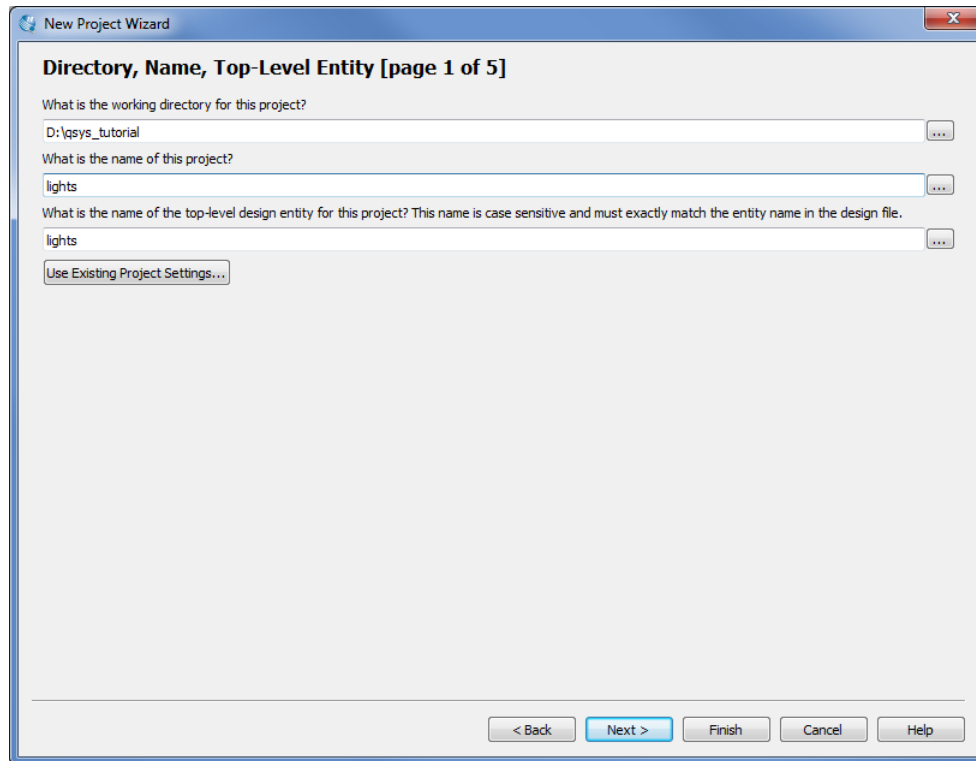 New Project Wizard
Directory, Name, Top-Level Entity [page 1 of 5]
What is the working directory for this project?
D:\qsys_tutorial
...
What is the name of this project?
lights
...
What is the name of the top-level design entity for this project? This name is case sensitive and must exactly match the entity name in the design file.
lights
...
Use Existing Project Settings...
< Back
Next >
Finish
Cancel
Help